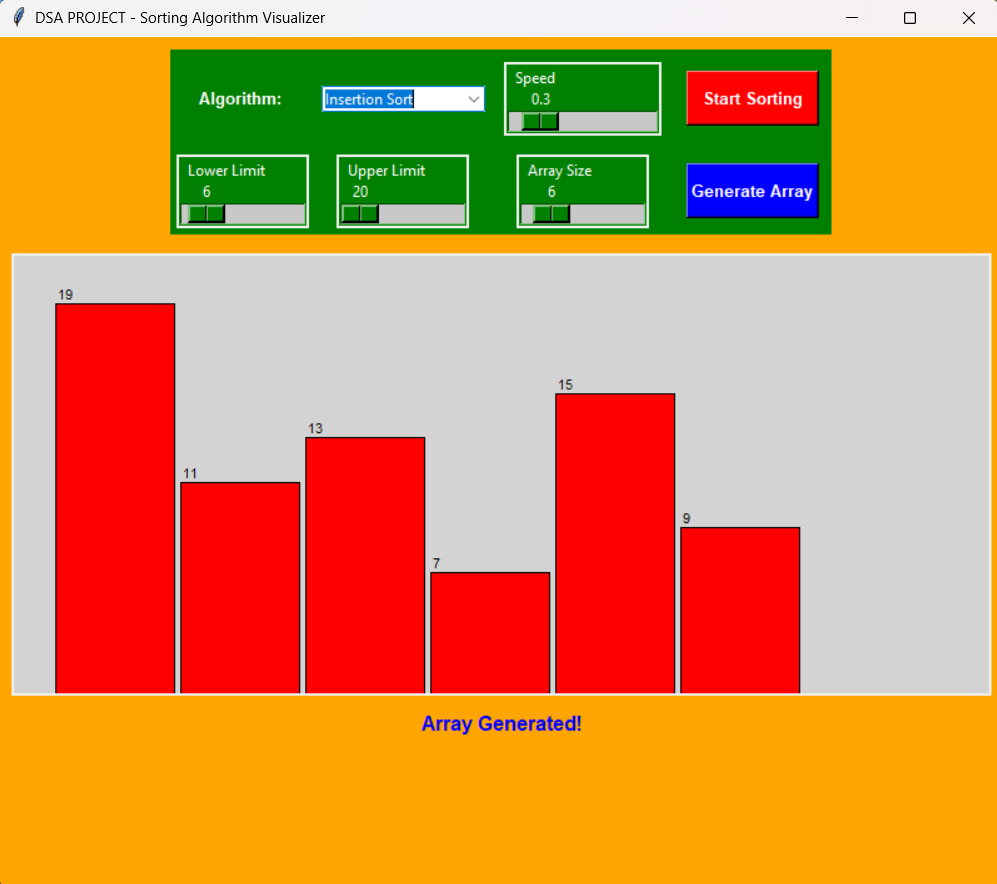 DSA PROJECT - Sorting Algorithm Visualizer
Algorithm:
Insertion Sort
Speed
0.3
Start Sorting
Lower Limit
6
Upper Limit
20
Array Size
6
Generate Array
19
11
13
7
15
9
Array Generated!